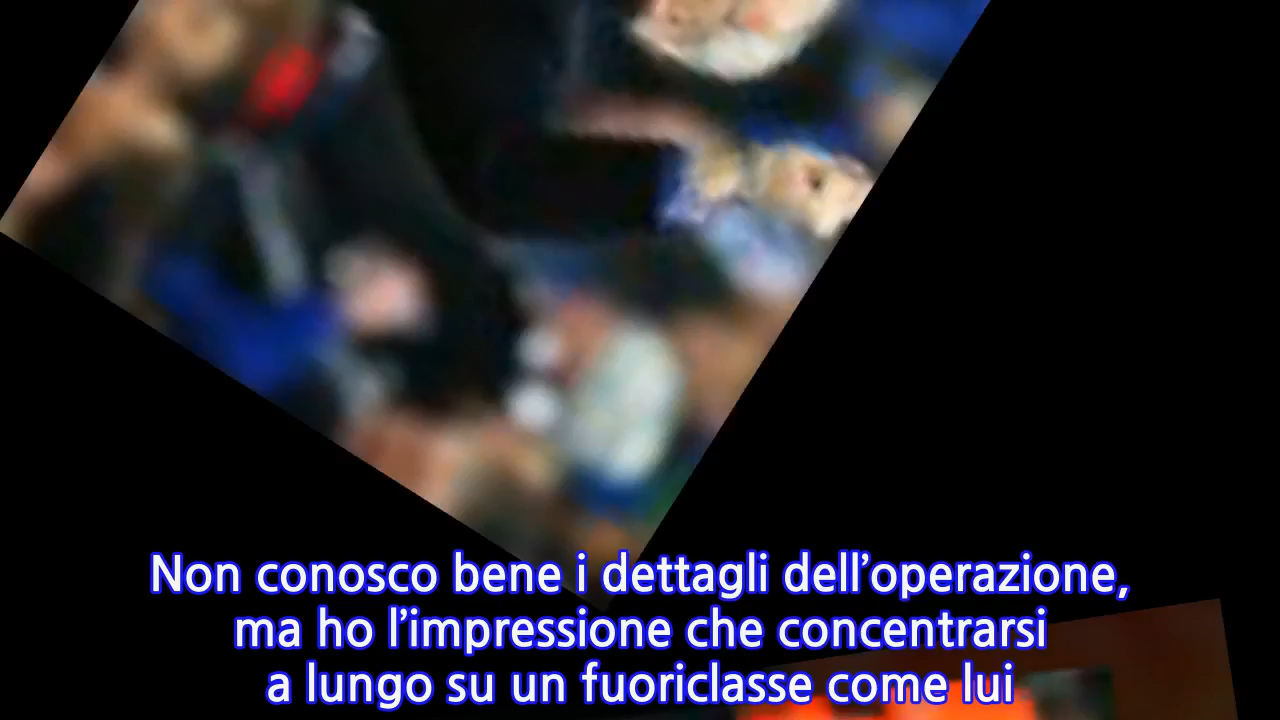 Non conosco bene i dettagli dell’operazione,
ma ho l’impressione che concentrarsi
a lungo su un fuoriclasse come lui